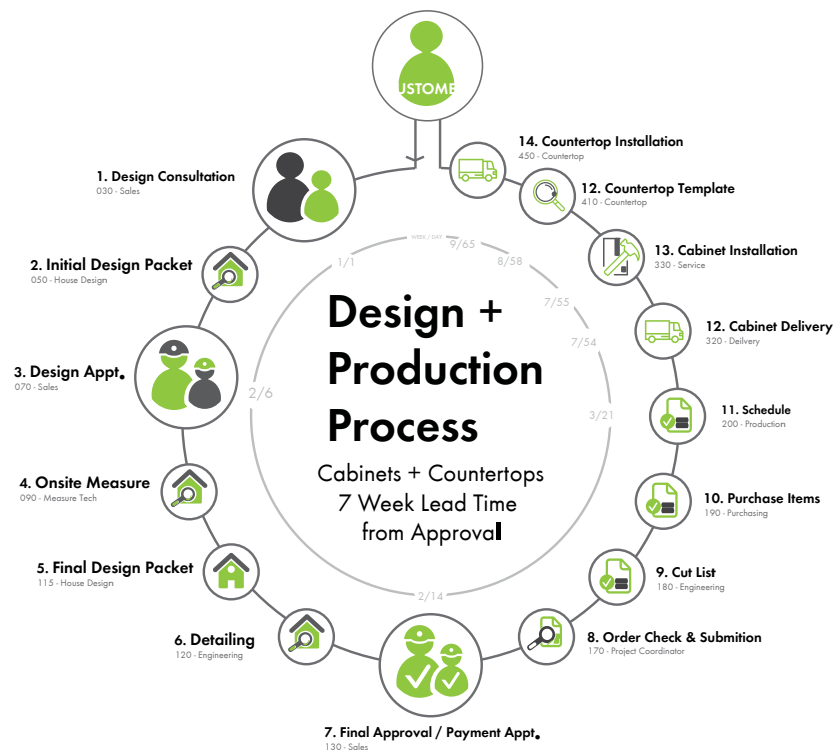 USTOME
1. Design Consultation
030 - Sales
2. Initial Design Packet
050 - House Design
3. Design Appt.
070 - Sales
4. Onsite Measure
090 - Measure Tech
5. Final Design Packet
115 - House Design
6. Detailing
120 - Engineering
7. Final Approval / Payment Appt.
130 - Sales
8. Order Check & Submition
170 - Project Coordinator
9. Cut List
180 - Engineering
10. Purchase Items
190 - Purchasing
11. Schedule
200 - Production
12. Cabinet Delivery
320 - Deilvery
13. Cabinet Installation
330 - Service
12. Countertop Template
410 - Countertop
14. Countertop Installation
450 - Countertop
WEEK / DAY
1/1
2/6
2/14
3/21
7/54
7/55
8/58
9/65
Design +
Production
Process
Cabinets + Countertops
7 Week Lead Time
from Approval